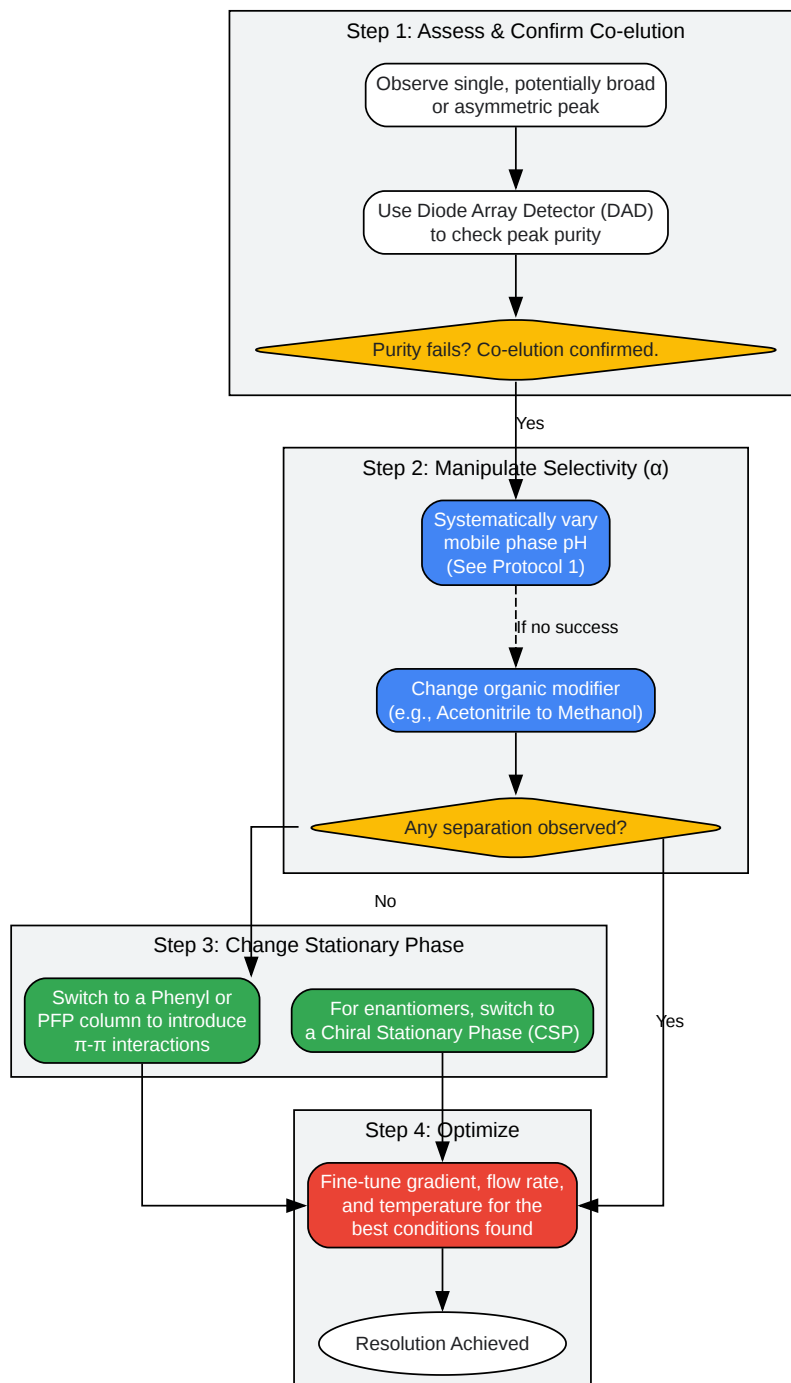 Step 1: Assess & Confirm Co-elution
Observe single, potentially broad
or asymmetric peak
Use Diode Array Detector (DAD)
to check peak purity
Purity fails? Co-elution confirmed.
Yes
Step 2: Manipulate Selectivity (α)
Systematically vary
mobile phase pH
(See Protocol 1)
If no success
Change organic modifier
(e.g., Acetonitrile to Methanol)
Any separation observed?
No
Step 3: Change Stationary Phase
Switch to a Phenyl or
PFP column to introduce
π-π interactions
For enantiomers, switch to
a Chiral Stationary Phase (CSP)
Yes
Step 4: Optimize
Fine-tune gradient, flow rate,
and temperature for the
best conditions found
Resolution Achieved